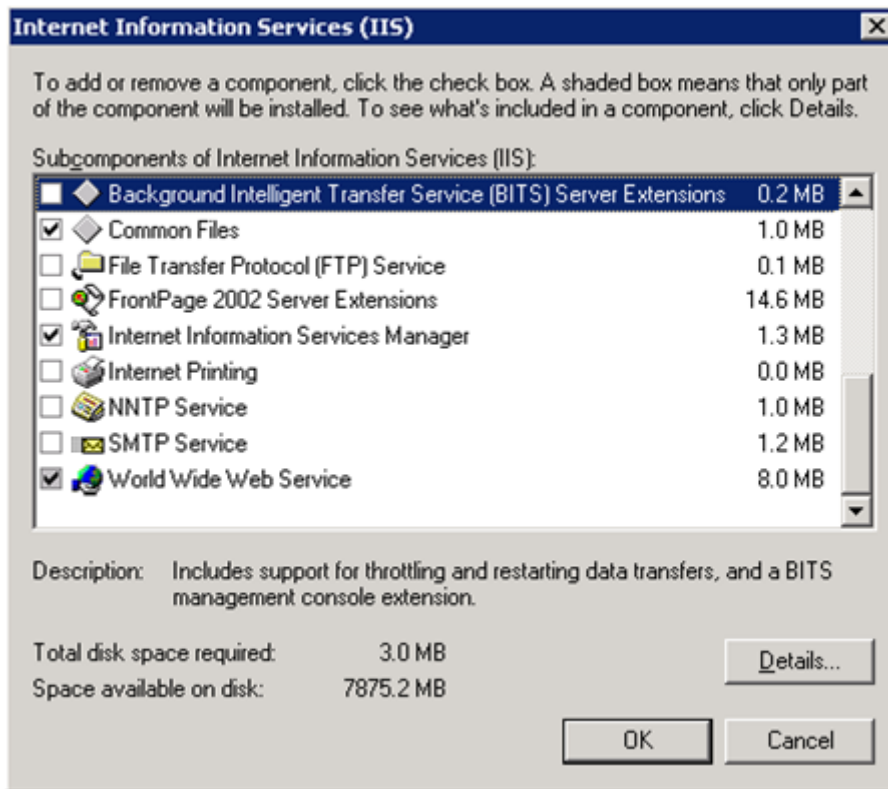 Internet Information Services (IIS)
To add or remove a component, click the check box. A shaded box means that only part
of the component will be installed. To see what's included in a component, click Details.
Subcomponents of Internet Information Services (IIS):
Background Intelligent Transfer Service (BITS) Server Extensions 0.2 MB
Common Files 1.0 MB
File Transfer Protocol (FTP) Service 0.1 MB
FrontPage 2002 Server Extensions 14.6 MB
Internet Information Services Manager 1.3 MB
Internet Printing 0.0 MB
NNTP Service 1.0 MB
SMTP Service 1.2 MB
World Wide Web Service 8.0 MB
Description: Includes support for throttling and restarting data transfers, and a BITS
management console extension.
Total disk space required: 3.0 MB
Space available on disk: 7875.2 MB
Details...
OK Cancel